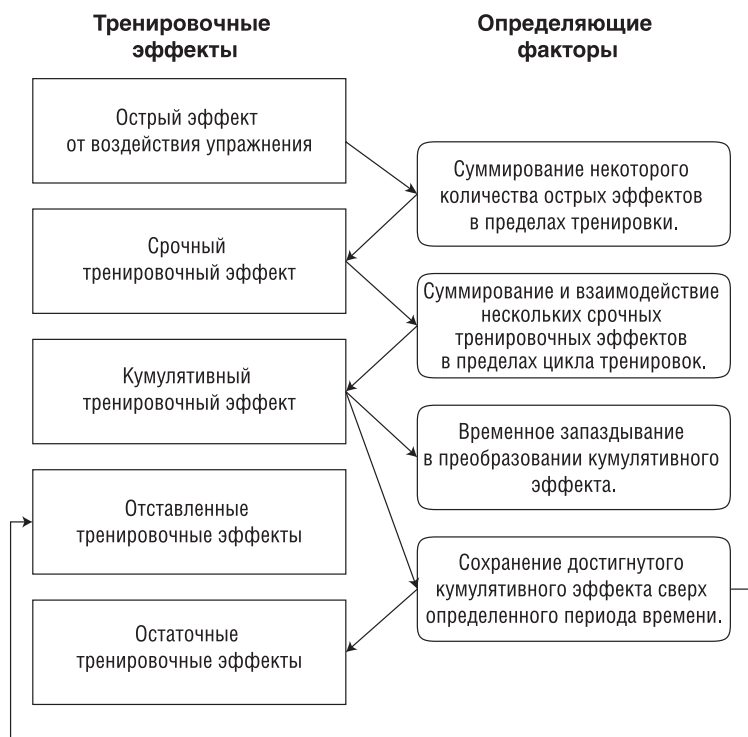 Тренировочные
эффекты
Определяющие
факторы
Острый эффект
от воздействия упражнения
Суммирование некоторого
количества острых эффектов
в пределах тренировки.
Срочный
тренировочный эффект
Суммирование и взаимодействие
нескольких срочных
тренировочных эффектов
в пределах цикла тренировок.
Кумулятивный
тренировочный эффект
Временное запаздывание
в преобразовании кумулятивного
эффекта.
Отставленные
тренировочные эффекты
Сохранение достигнутого
кумулятивного эффекта сверх
определенного периода времени.
Остаточные
тренировочные эффекты